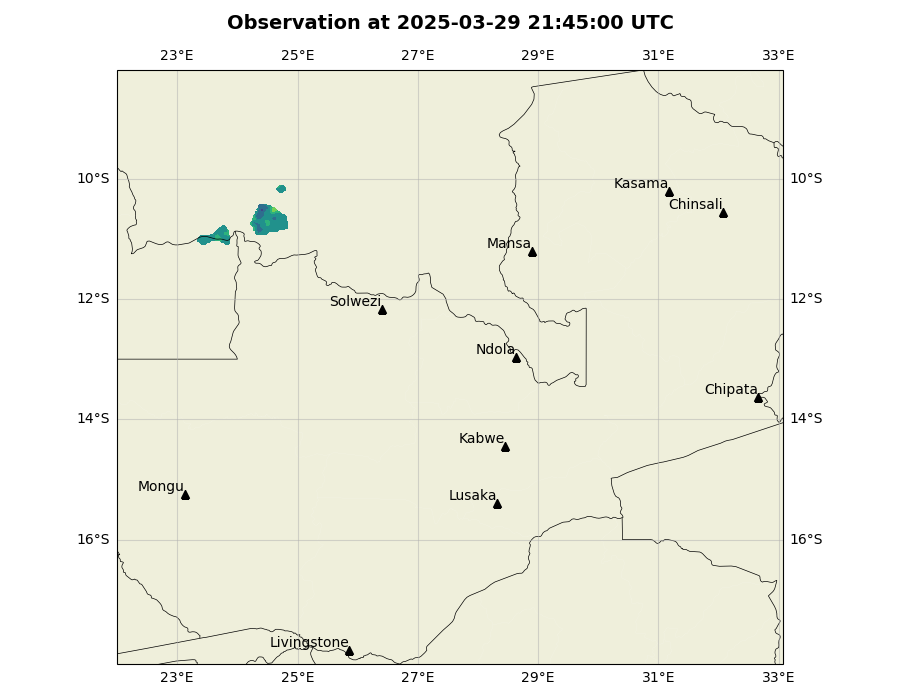 Observation at 2025-03-29 21:45:00 UTC
23°E 25°E 27°E 29°E 31°E 33°E
10°S 10°S
Kasama
Chinsali
Mansa
12°S 12°S
Solwezi
Ndola
Chipata
14°S 14°S
Kabwe
Mongu
Lusaka
16°S 16°S
Livingstone
23°E 25°E 27°E 29°E 31°E 33°E